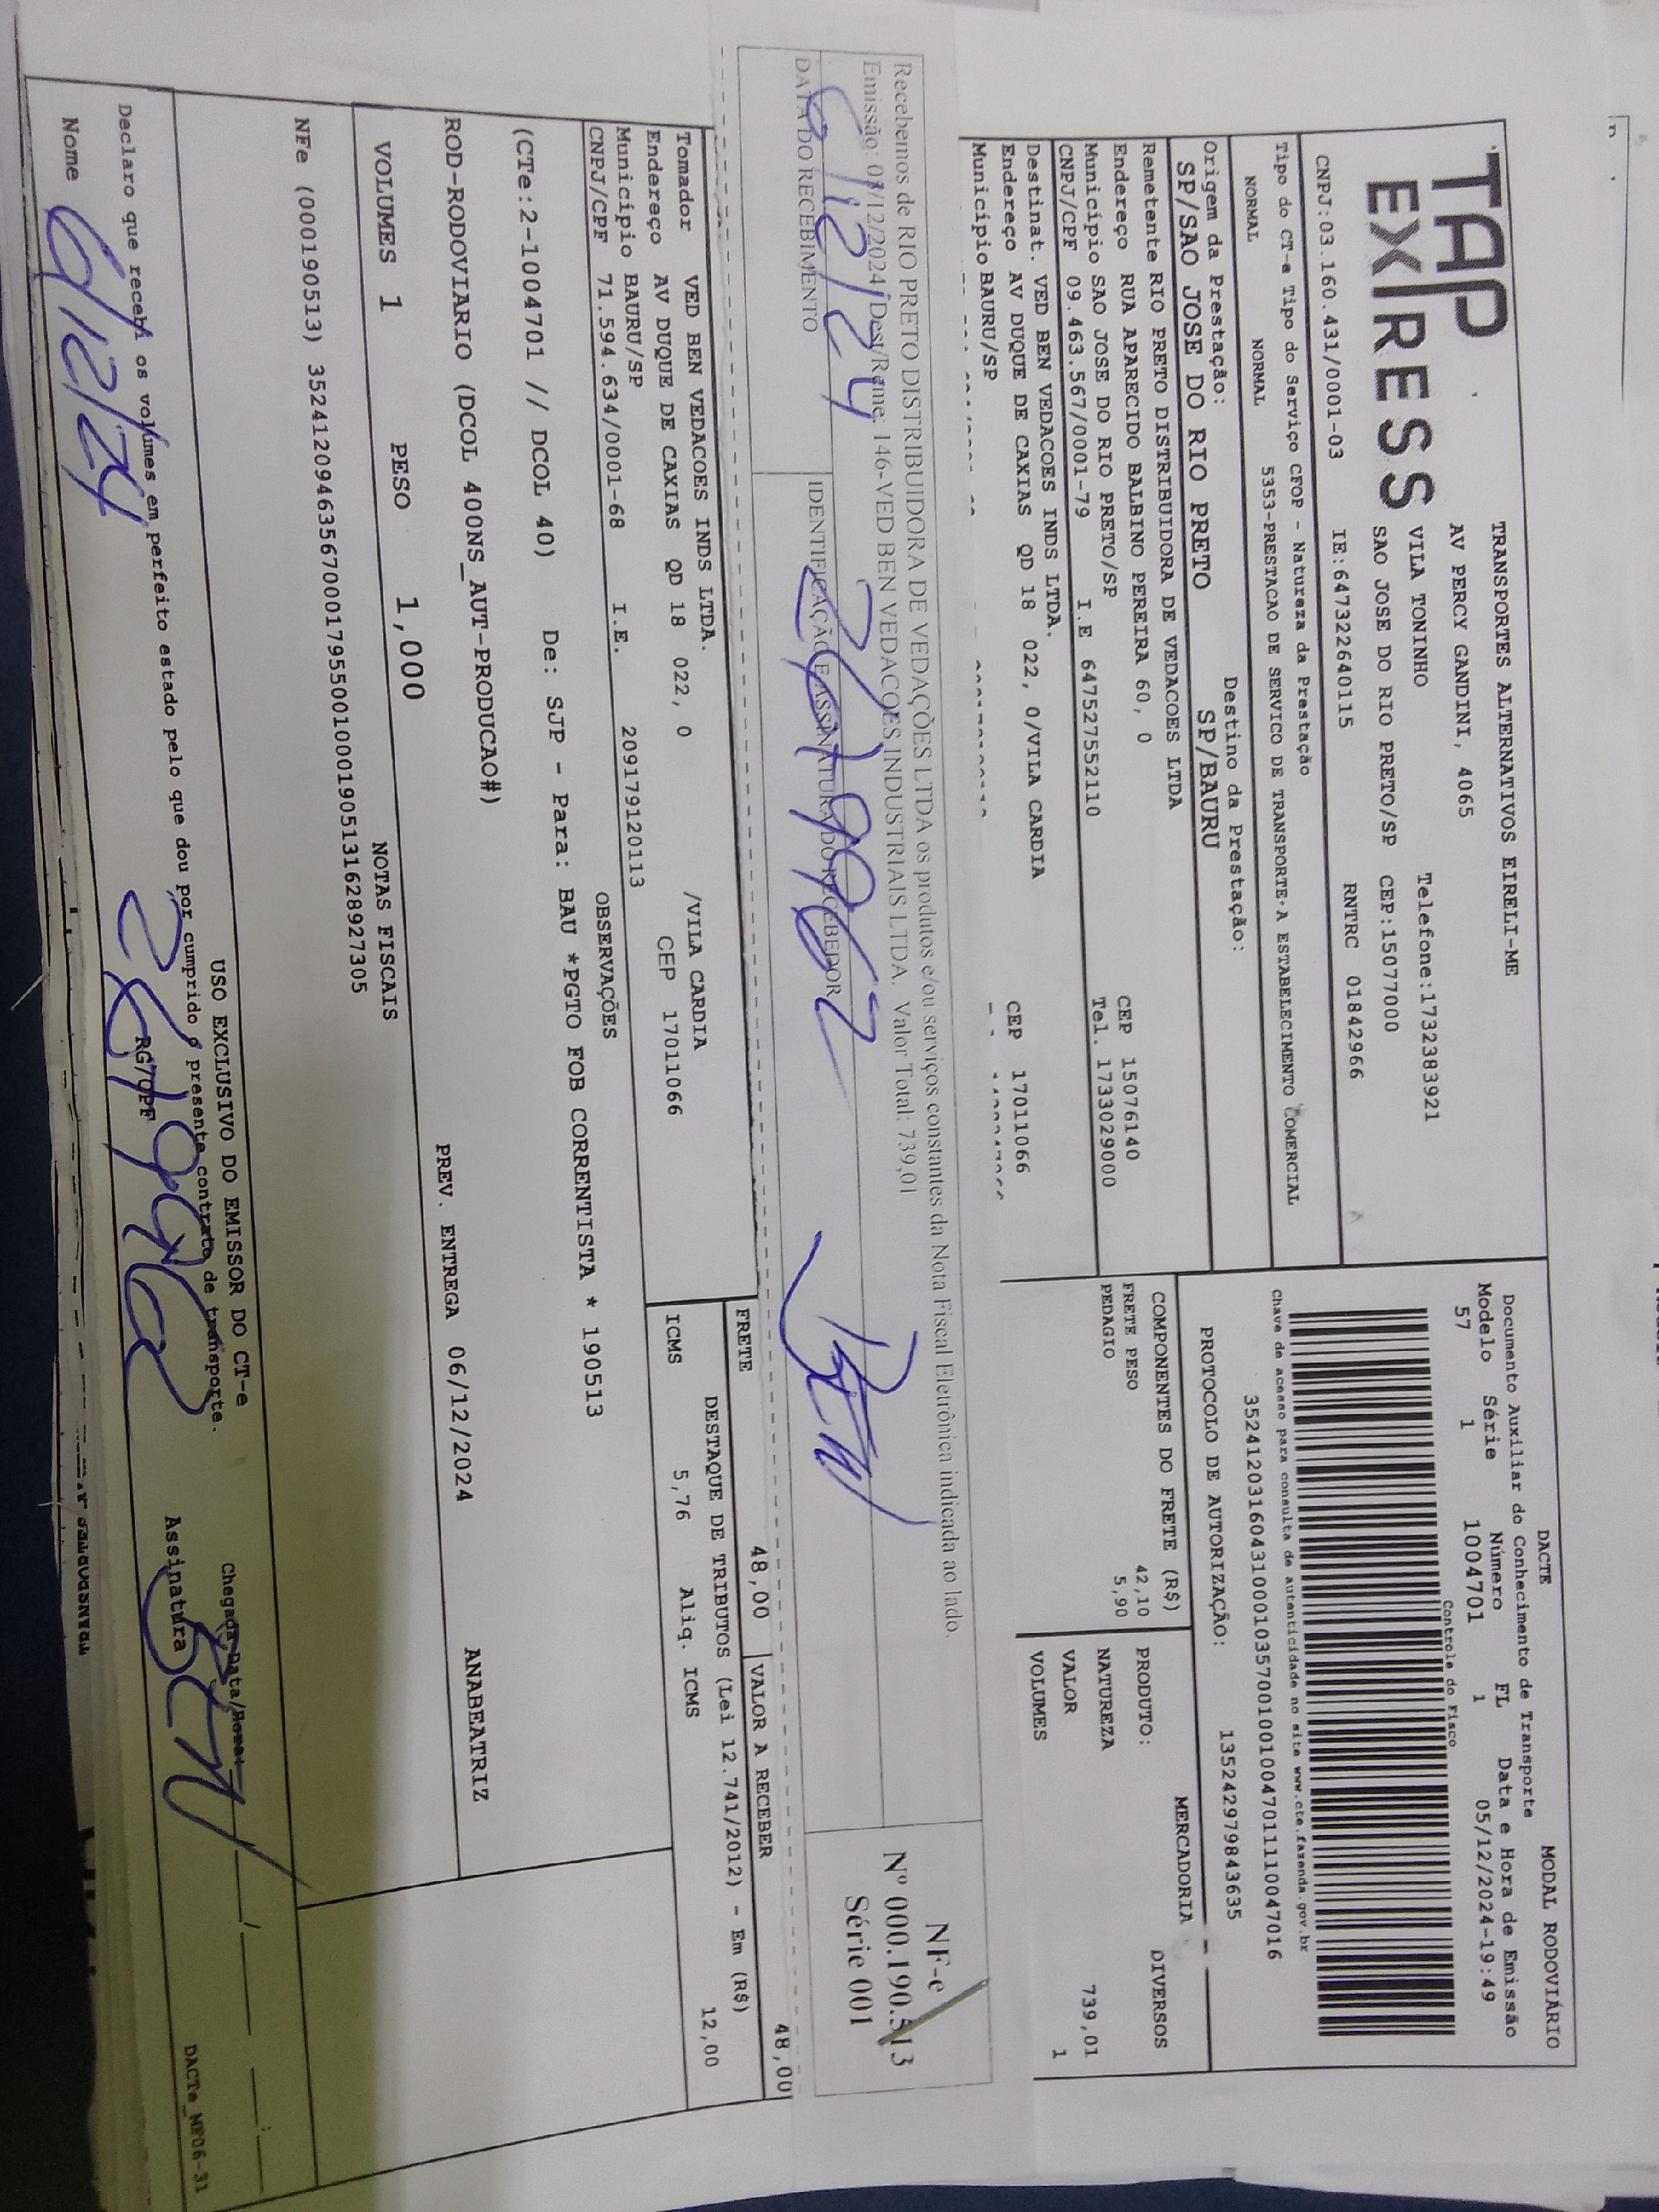 TAP EXPRESS
TRANSPORTES ALTERNATIVOS EIRELI-ME
AV PERCY GANDINI, 4065
VILA TONINHO Telefone:1732383921
SAO JOSE DO RIO PRETO/SP CEP:15077000
CNPJ:03.160.431/0001-03 IE:647322640115 RNTRC 01842966
DACTE MODAL RODOVIÁRIO
Documento Auxiliar do Conhecimento de Transporte
Modelo Série Número FL Data e Hora de Emissão
57 1 1004701 1 05/12/2024-19:49
Controle do Fisco
Chave de acesso para consulta de autenticidade no site www.cte.fazenda.gov.br
35241203160431000103570010010047011110047016
Tipo do CT-e Tipo do Serviço CFOP - Natureza da Prestação
NORMAL NORMAL 5353-PRESTACAO DE SERVICO DE TRANSPORTE A ESTABELECIMENTO COMERCIAL
PROTOCOLO DE AUTORIZAÇÃO: 135242979843635
Origem da Prestação: Destino da Prestação:
SP/SAO JOSE DO RIO PRETO SP/BAURU
Remetente RIO PRETO DISTRIBUIDORA DE VEDACOES LTDA
Endereço RUA APARECIDO BALBINO PEREIRA 60, 0 CEP 15076140
Município SAO JOSE DO RIO PRETO/SP Tel. 1733029000
CNPJ/CPF 09.463.567/0001-79 I.E 647527552110
COMPONENTES DO FRETE (R$)
FRETE PESO 42,10
PEDAGIO 5,90
MERCADORIA
PRODUTO: DIVERSOS
NATUREZA
VALOR 739,01
VOLUMES 1
Destinat. VED BEN VEDACOES INDS LTDA.
Endereço AV DUQUE DE CAXIAS QD 18 022, 0/VILA CARDIA CEP 17011066
Município BAURU/SP
Recebemos de RIO PRETO DISTRIBUIDORA DE VEDAÇÕES LTDA os produtos e/ou serviços constantes da Nota Fiscal Eletrônica indicada ao lado.
Emissão: 04/12/2024 Dest/Reme: 146-VED BEN VEDACOES INDUSTRIAIS LTDA. Valor Total: 739,01
DATA DO RECEBIMENTO IDENTIFICAÇÃO E ASSINATURA DO RECEBEDOR
6/12/24
NF-e
Nº 000.190.513
Série 001
Tomador VED BEN VEDACOES INDS LTDA.
Endereço AV DUQUE DE CAXIAS QD 18 022, 0 /VILA CARDIA
Município BAURU/SP CEP 17011066
CNPJ/CPF 71.594.634/0001-68 I.E. 209179120113
FRETE 48,00 VALOR A RECEBER 48,00
DESTAQUE DE TRIBUTOS (Lei 12.741/2012) - Em (R$)
ICMS 5,76 Aliq. ICMS 12,00
OBSERVAÇÕES
(CTe:2-1004701 // DCOL 40) De: SJP - Para: BAU *PGTO FOB CORRENTISTA * 190513
ROD-RODOVIARIO (DCOL 400NS_AUT-PRODUCAO#)
PREV. ENTREGA 06/12/2024 ANABEATRIZ
VOLUMES 1 PESO 1,000
NOTAS FISCAIS
NFe (000190513) 35241209463567000179550010001905131628927305
USO EXCLUSIVO DO EMISSOR DO CT-e
Declaro que recebi os volumes em perfeito estado pelo que dou por cumprido o presente contrato de transporte.
Chegada Data/Hora:
Nome RG/CPF Assinatura
6/12/24
DACTe_MF06-31